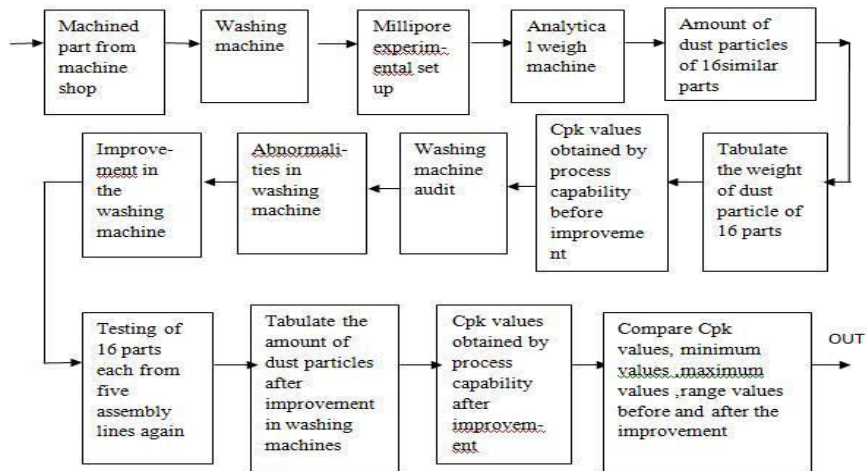 Machined
part from
machine
shop
Washing
machine
Millipore
experim-
ental set
up
Analytica
l weigh
machine
Amount of
dust particles
of 16similar
parts
Tabulate
the weight
of dust
particle of
16 parts
Cpk values
obtained by
process
capability
before
improveme
nt
Washing
machine
audit
Abnormali-
ties in
washing
machine
Improve-
ment in
the
washing
machine
Testing of
16 parts
each from
five
assembly
lines again
Tabulate the
amount of
dust particles
after
improvement
in washing
machines
Cpk values
obtained by
process
capability
after
improvem-
ent
Compare Cpk
values, minimum
values ,maximum
values ,range values
before and after the
improvement
OUT